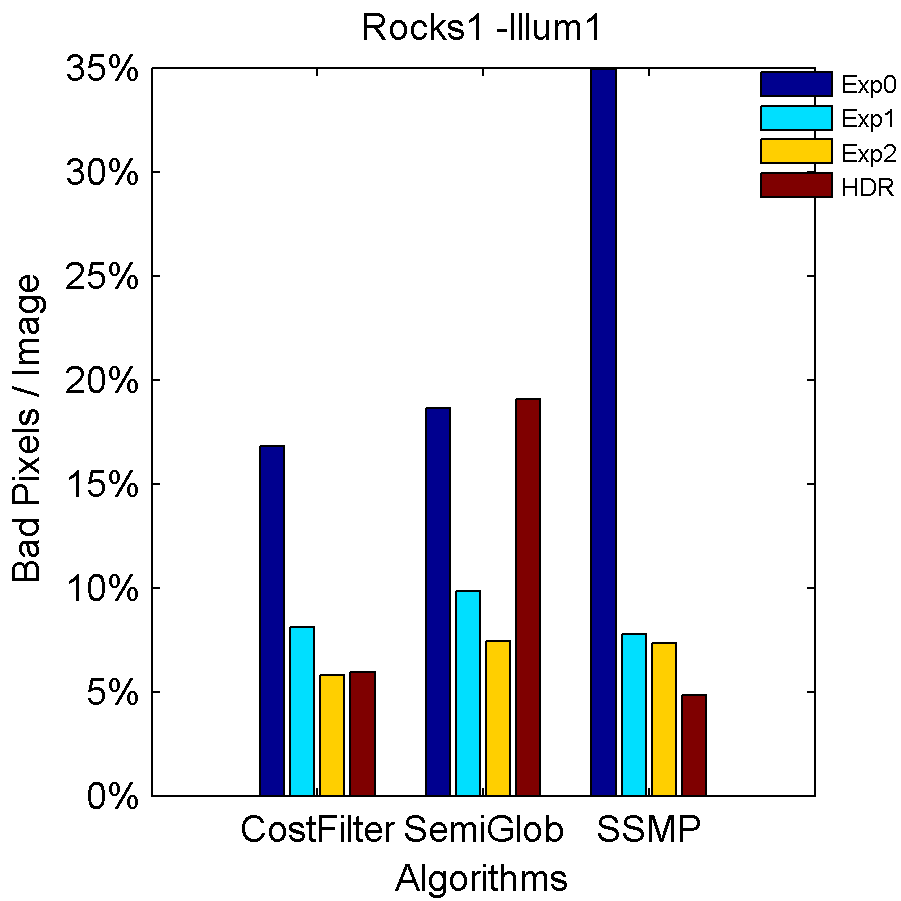 Rocks1 -Illum1
35%
30%
25%
20%
15%
10%
5%
0%
Bad Pixels / Image
Exp0
Exp1
Exp2
HDR
CostFilter SemiGlob SSMP
Algorithms